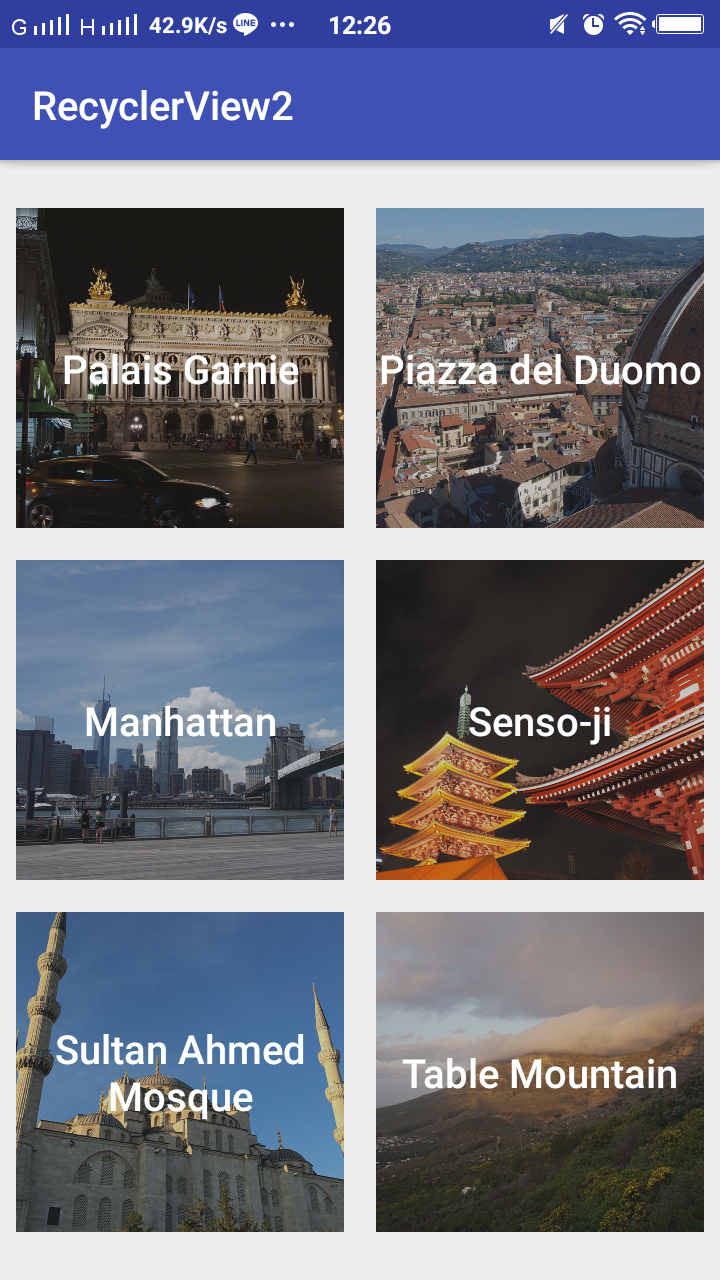 G H 42.9K/s LINE ... 12:26
RecyclerView2
Palais Garnie
Piazza del Duomo
Manhattan
Senso-ji
Sultan Ahmed
Mosque
Table Mountain